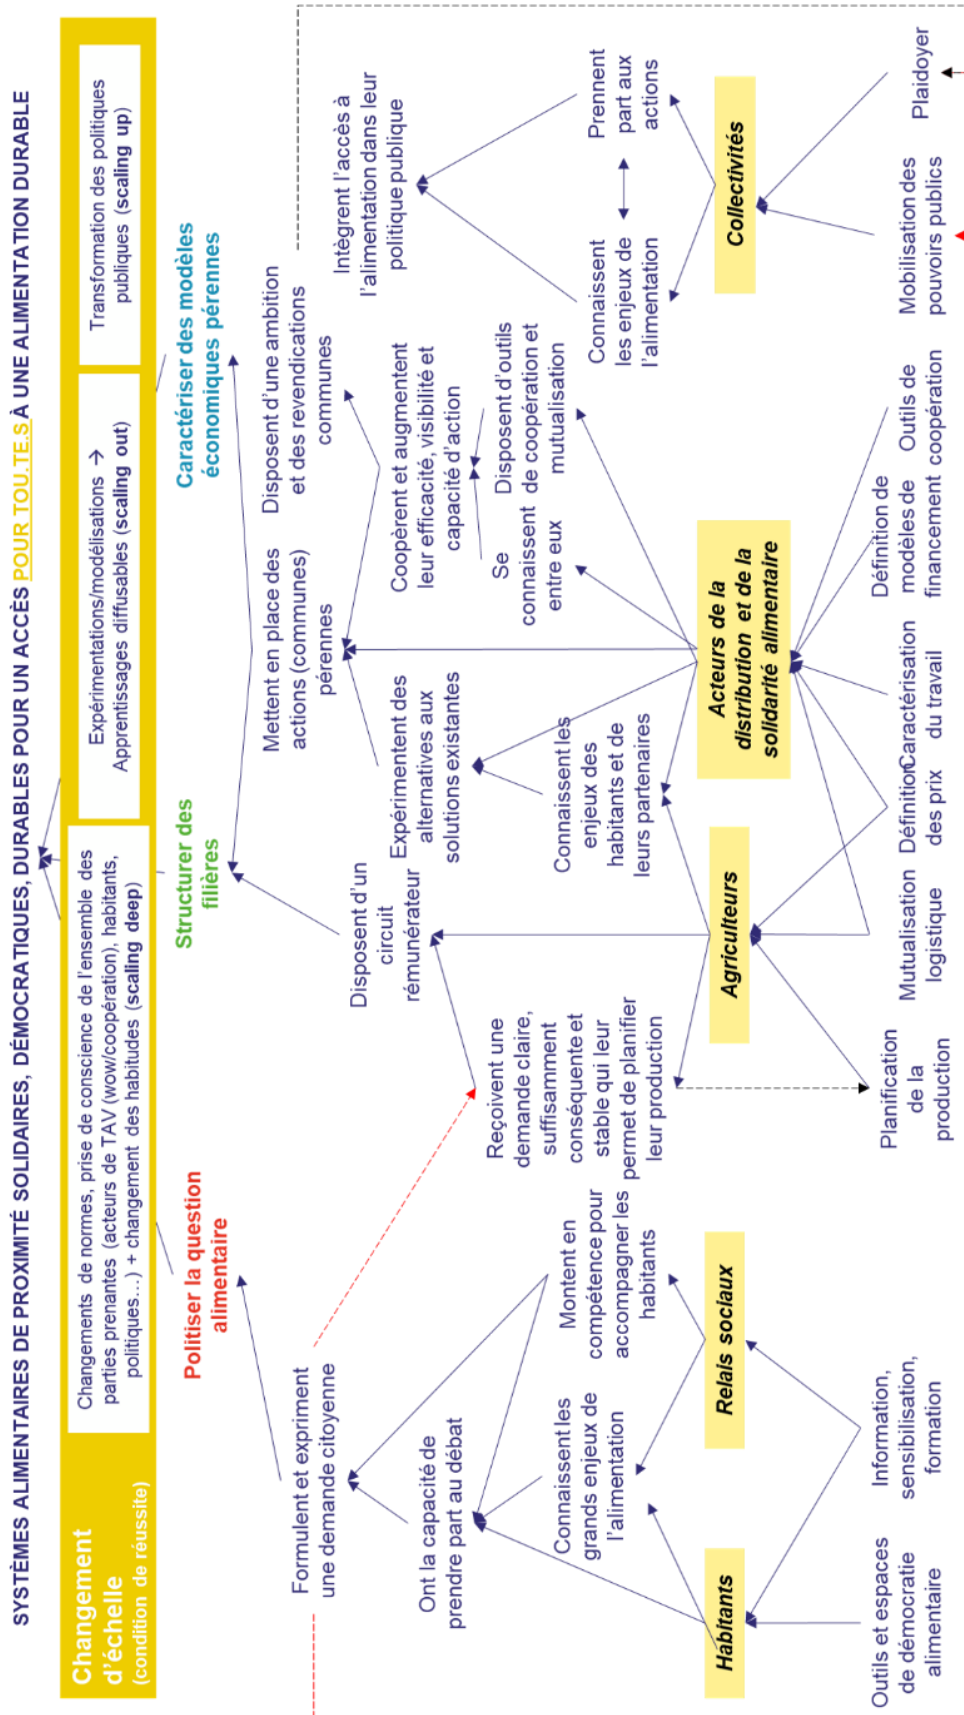 SYSTÈMES ALIMENTAIRES DE PROXIMITÉ SOLIDAIRES, DÉMOCRATIQUES, DURABLES POUR UN ACCÈS POUR TOU.TE.S À UNE ALIMENTATION DURABLE
Changement
d'échelle
(condition de réussite)
Changements de normes, prise de conscience de l'ensemble des
parties prenantes (acteurs de TAV (wow/coopération), habitants,
politiques…) + changement des habitudes (scaling deep)
Expérimentations/modélisations →
Apprentissages diffusables (scaling out)
Transformation des politiques
publiques (scaling up)
Politiser la question
alimentaire
Structurer des
filières
Caractériser des modèles
économiques pérennes
Formulent et expriment
une demande citoyenne
Mettent en place des
actions (communes)
pérennes
Disposent d'une ambition
et des revendications
communes
Disposent d'un
circuit
rémunérateur
Intègrent l'accès à
l'alimentation dans leur
politique publique
Ont la capacité de
prendre part au débat
Expérimentent des
alternatives aux
solutions existantes
Coopèrent et augmentent
leur efficacité, visibilité et
capacité d'action
Reçoivent une
demande claire,
suffisamment
conséquente et
stable qui leur
permet de planifier
leur production
Se
connaissent
entre eux
Disposent d'outils
de coopération et
mutualisation
Connaissent les
grands enjeux de
l'alimentation
Montent en
compétence pour
accompagner les
habitants
Connaissent les
enjeux des
habitants et de
leurs partenaires
Connaissent
les enjeux de
l'alimentation
Prennent
part aux
actions
Habitants
Relais sociaux
Agriculteurs
Acteurs de la
distribution et de la
solidarité alimentaire
Collectivités
Outils et espaces
de démocratie
alimentaire
Information,
sensibilisation,
formation
Planification
de la
production
Mutualisation
logistique
Définition
des prix
Caractérisation
du travail
Définition de
modèles de
financement
Outils de
coopération
Mobilisation des
pouvoirs publics
Plaidoyer